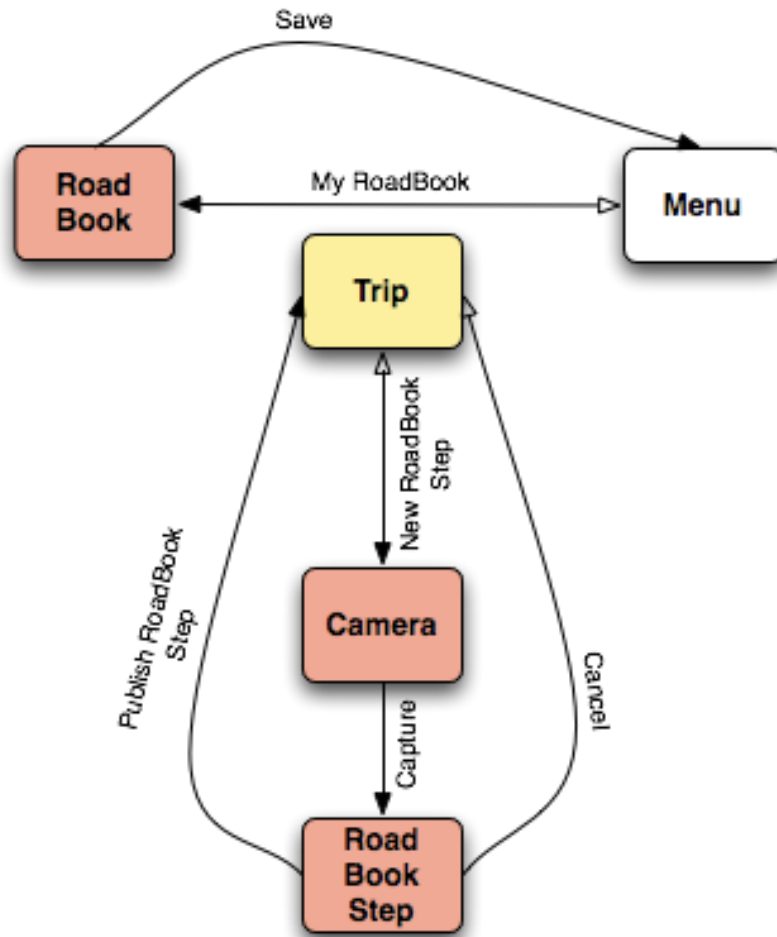 Save
My RoadBook
Road
Book
Menu
Trip
New RoadBook
Step
Publish RoadBook
Step
Camera
Cancel
Capture
Road
Book
Step